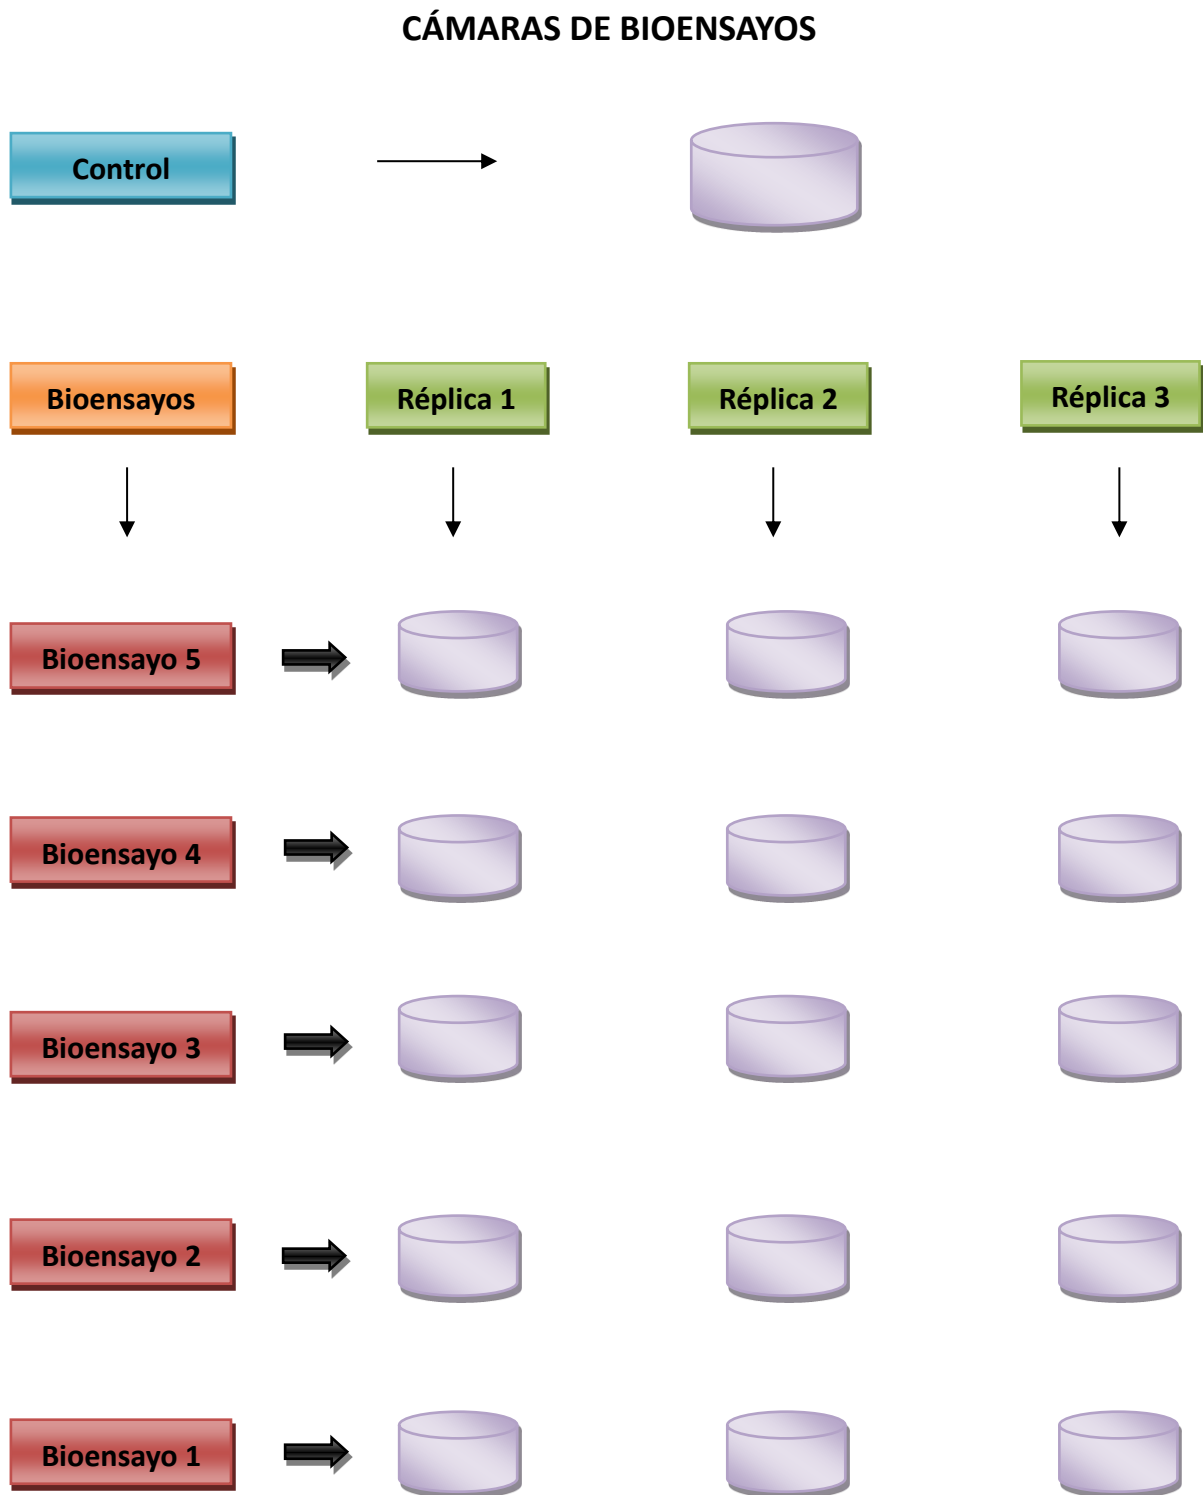 CÁMARAS DE BIOENSAYOS
Control
Bioensayos
Réplica 1
Réplica 2
Réplica 3
Bioensayo 5
Bioensayo 4
Bioensayo 3
Bioensayo 2
Bioensayo 1